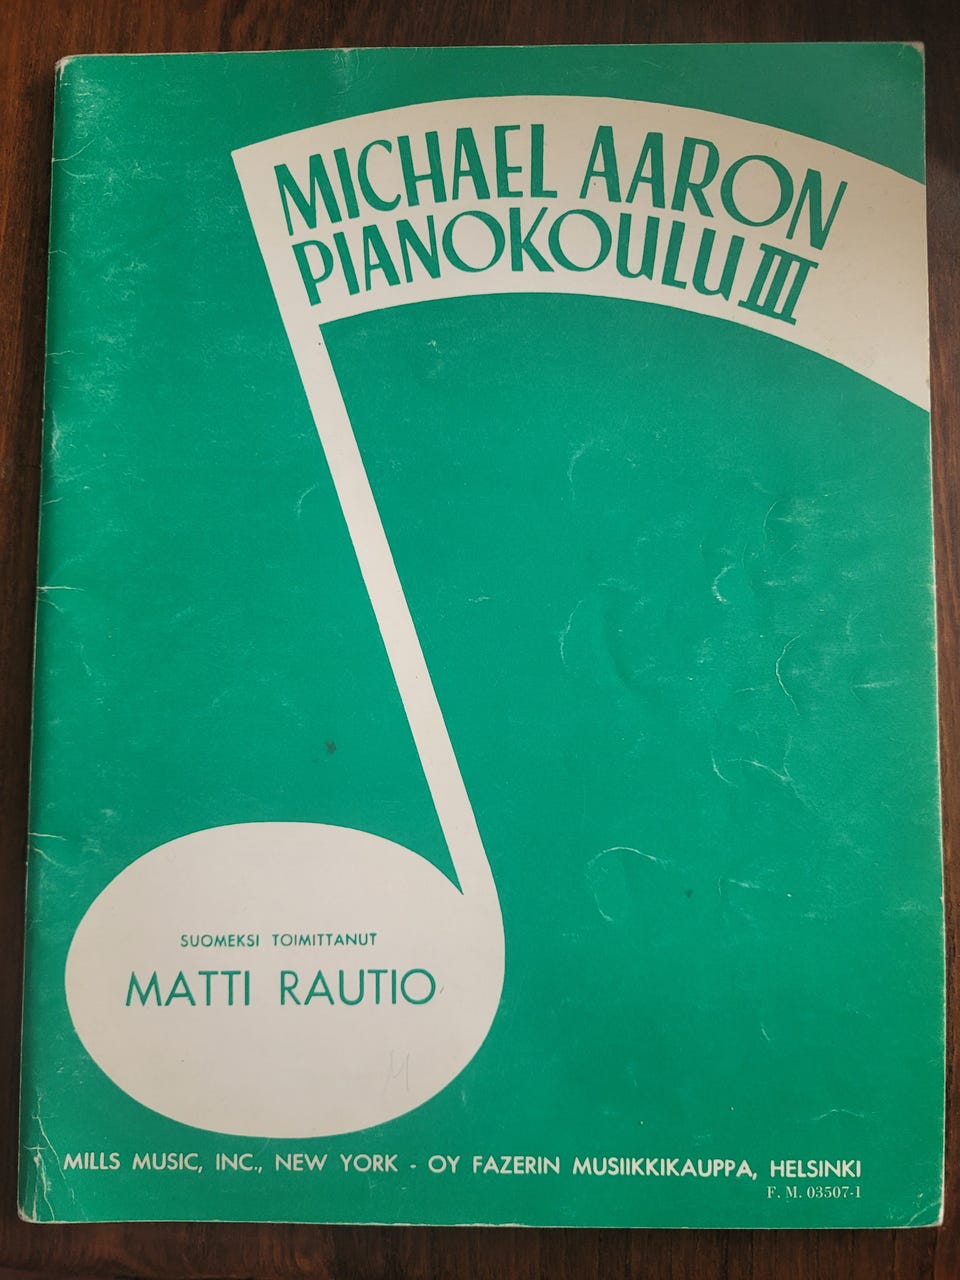 MICHAEL AARON
PIANOKOULU III
SUOMEKSI TOIMITTANUT
MATTI RAUTIO
M
MILLS MUSIC, INC., NEW YORK - OY FAZERIN MUSIIKKIKAUPPA, HELSINKI
F. M. 03507-1